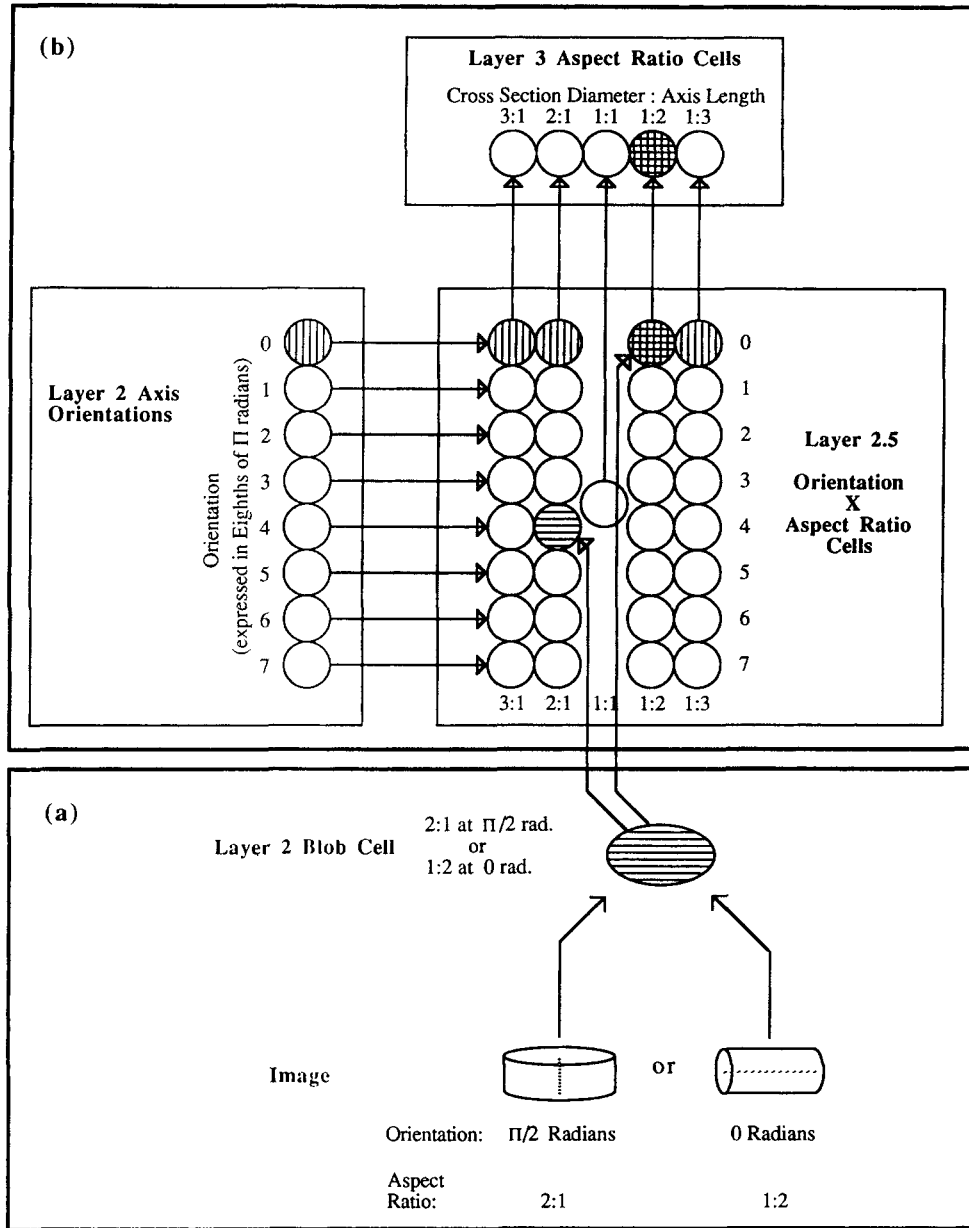 (b)
Layer 3 Aspect Ratio Cells
Cross Section Diameter : Axis Length
3:1 2:1 1:1 1:2 1:3
Layer 2 Axis
Orientations
Orientation
(expressed in Eighths of Π radians)
0
1
2
3
4
5
6
7
0
1
2
3
4
5
6
7
Layer 2.5
Orientation
X
Aspect Ratio
Cells
3:1 2:1 1:1 1:2 1:3
(a)
Layer 2 Blob Cell
2:1 at Π/2 rad.
or
1:2 at 0 rad.
Image
or
Orientation: Π/2 Radians 0 Radians
Aspect
Ratio: 2:1 1:2